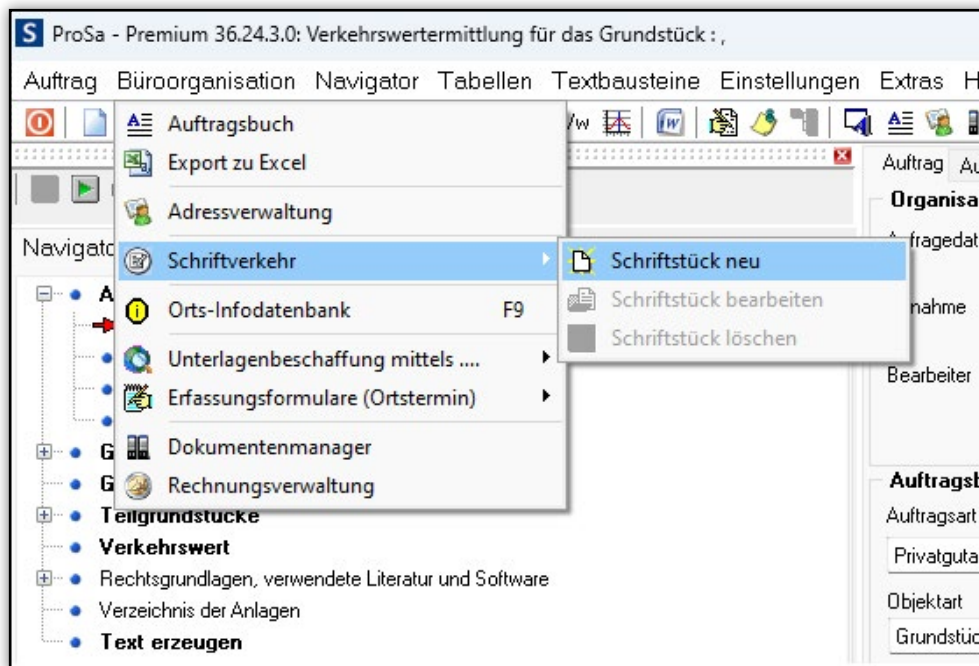 S ProSa - Premium 36.24.3.0: Verkehrswertermittlung für das Grundstück : ,
Auftrag Büroorganisation Navigator Tabellen Textbausteine Einstellungen Extras H
Auftragsbuch
Export zu Excel
Adressverwaltung
Schriftverkehr
Orts-Infodatenbank F9
Unterlagenbeschaffung mittels ....
Erfassungsformulare (Ortstermin)
Dokumentenmanager
Rechnungsverwaltung
Schriftstück neu
Schriftstück bearbeiten
Schriftstück löschen
Navigato
A
G
G
Teilgrundstücke
Verkehrswert
Rechtsgrundlagen, verwendete Literatur und Software
Verzeichnis der Anlagen
Text erzeugen
Auftrag Au
Organisa
fragedat
nahme
Bearbeiter
Auftragsb
Auftragsart
Privatguta
Objektart
Grundstüc